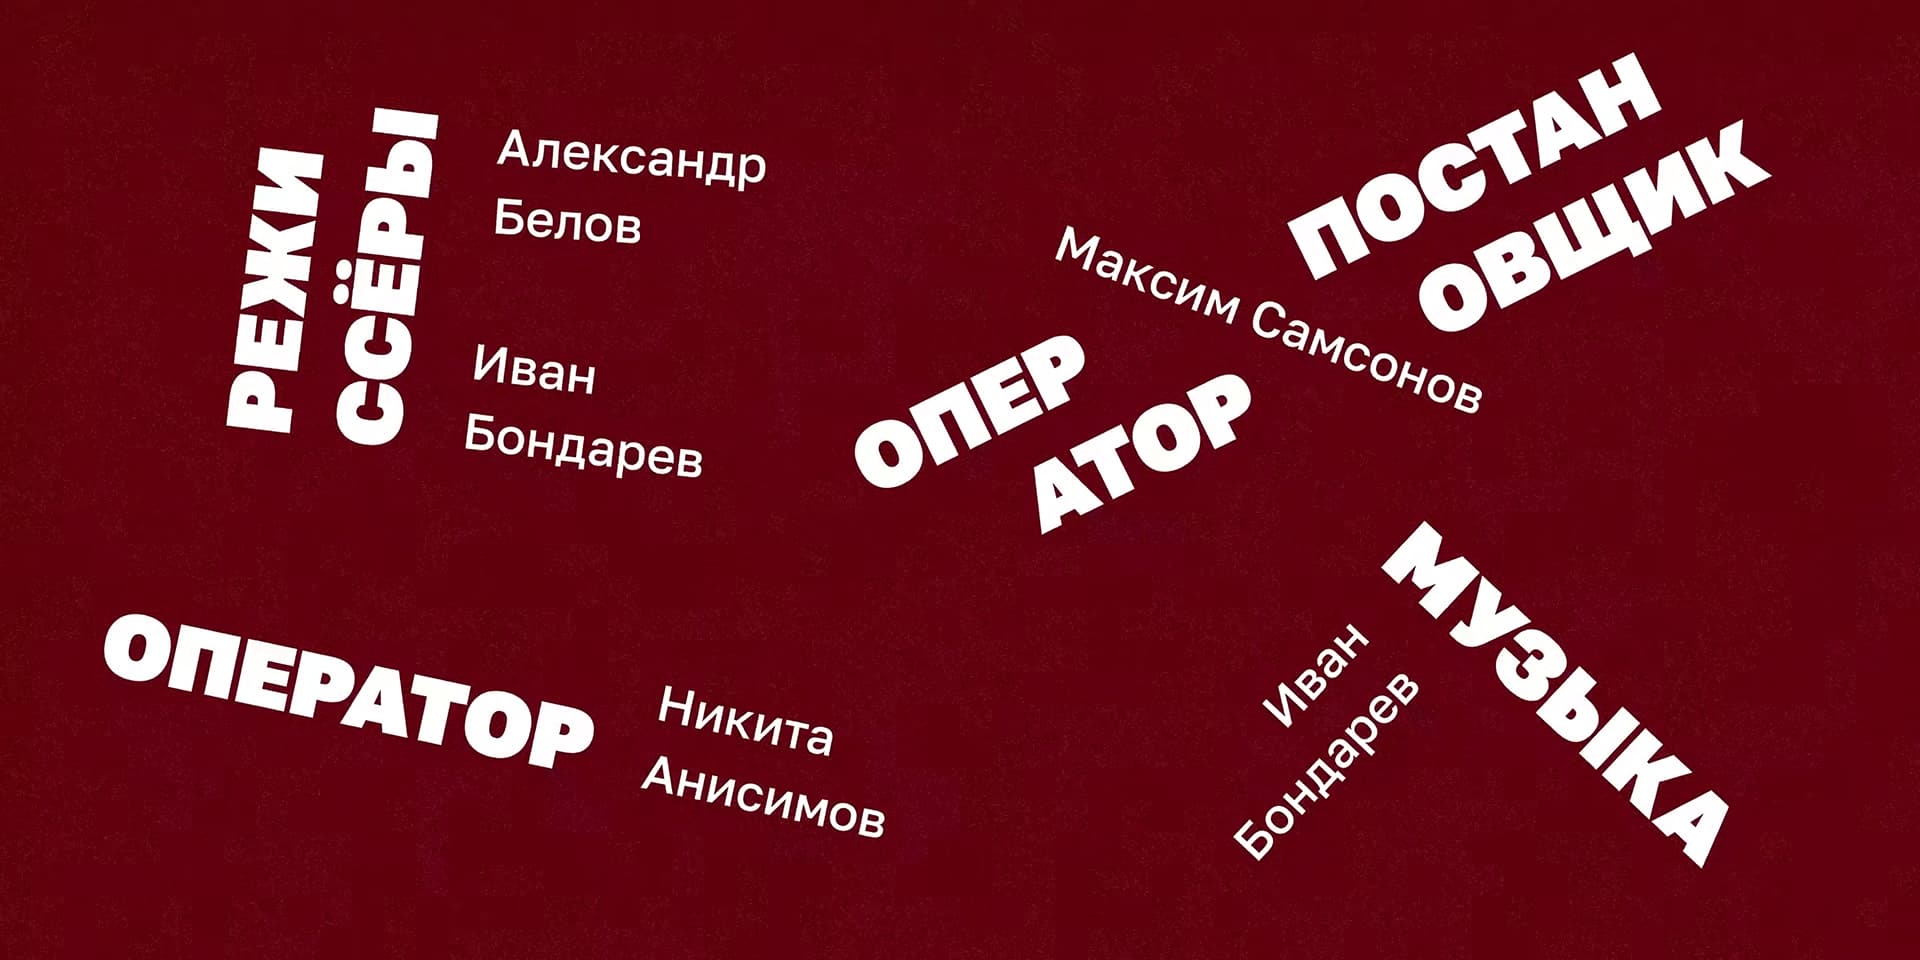 РЕЖИ
ССЁРЫ
Александр
Белов
Иван
Бондарев
ОПЕР
АТОР
Максим Самсонов
ПОСТАН
ОВЩИК
ОПЕРАТОР
Никита
Анисимов
Иван
Бондарев
МУЗЫКА